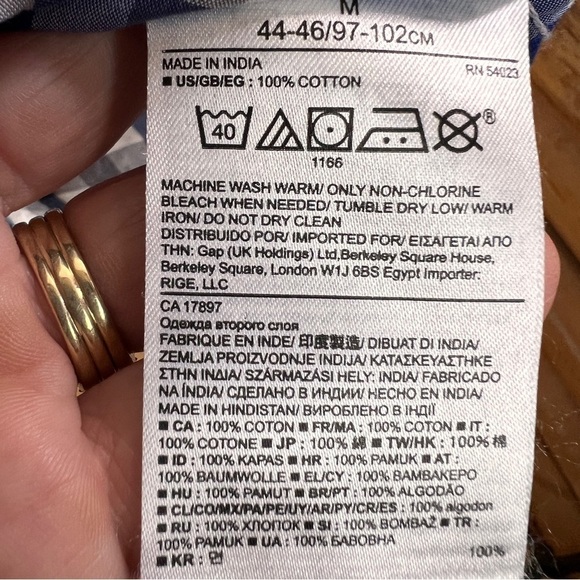 M
44-46/97-102CM
MADE IN INDIA
RN 54023
■ US/GB/EG : 100% COTTON
40
®
1166
MACHINE WASH WARM/ ONLY NON-CHLORINE
BLEACH WHEN NEEDED/ TUMBLE DRY LOW/ WARM
IRON/ DO NOT DRY CLEAN
DISTRIBUIDO POR/ IMPORTED FOR/ ΕΙΣΑΓΕΤΑΙ ΑΠΟ
ΤΗΝ: Gap (UK Holdings) Ltd,Berkeley Square House,
Berkeley Square, London W1J 6BS Egypt Importer:
RIGE, LLC
CA 17897
Одежда второго слоя
FABRIQUE EN INDE/ 印度製造/ DIBUAT DI INDIA/
ZEMLJA PROIZVODNJE INDIJA/ ΚΑΤΑΣΚΕΥΑΣΤΗΚΕ
ΣΤΗΝ ΙΝΔΙΑ/ SZÁRMAZÁSI HELY: INDIA/ FABRICADO
NA ÍNDIA/ СДЕЛАНО В ИНДИИ/ HECHO EN INDIA/
MADE IN HINDISTAN/ ВИРОБЛЕНО В ІНДІЇ
■ CA : 100% COTON ■ FR/MA : 100% COTON ■ IT :
100% COTONE ■ JP : 100% 綿 ■ TW/HK : 100% 棉
■ ID : 100% KAPAS ■ HR : 100% PAMUK ■ AT :
100% BAUMWOLLE ■ EL/CY : 100% ΒΑΜΒΑΚΕΡΟ
■ HU : 100% PAMUT ■ BR/PT : 100% ALGODÃO
■ CL/CO/MX/PA/PE/UY/AR/PY/CR/ES : 100% algodon
■ RU : 100% ХЛОПОК ■ SI : 100% BOMBAŽ ■ TR :
100% PAMUK ■ UA : 100% БАВОВНА
100%
■ KR : 면